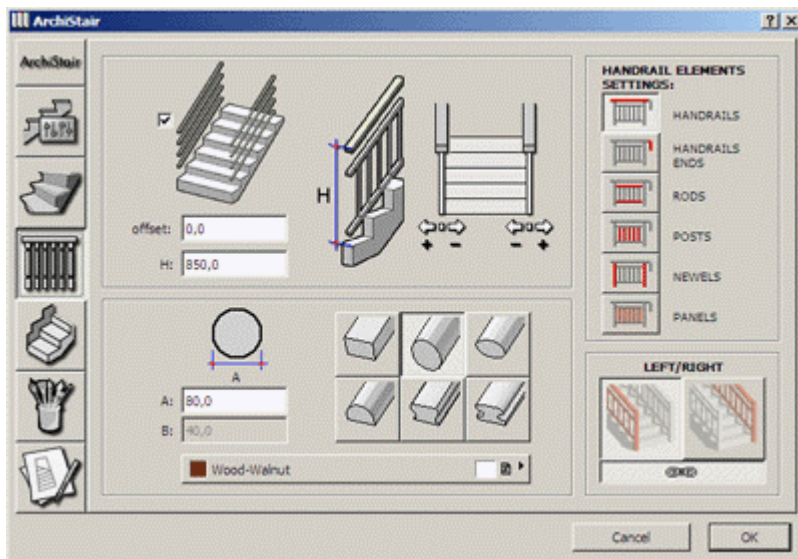 ArchiStair
ArchiStair
offset: 0,0
H: 850,0
H
+ - - +
A
A: 80,0
B: 40,0
Wood-Walnut
HANDRAIL ELEMENTS
SETTINGS:
HANDRAILS
HANDRAILS
ENDS
RODS
POSTS
NEWELS
PANELS
LEFT/RIGHT
Cancel
OK